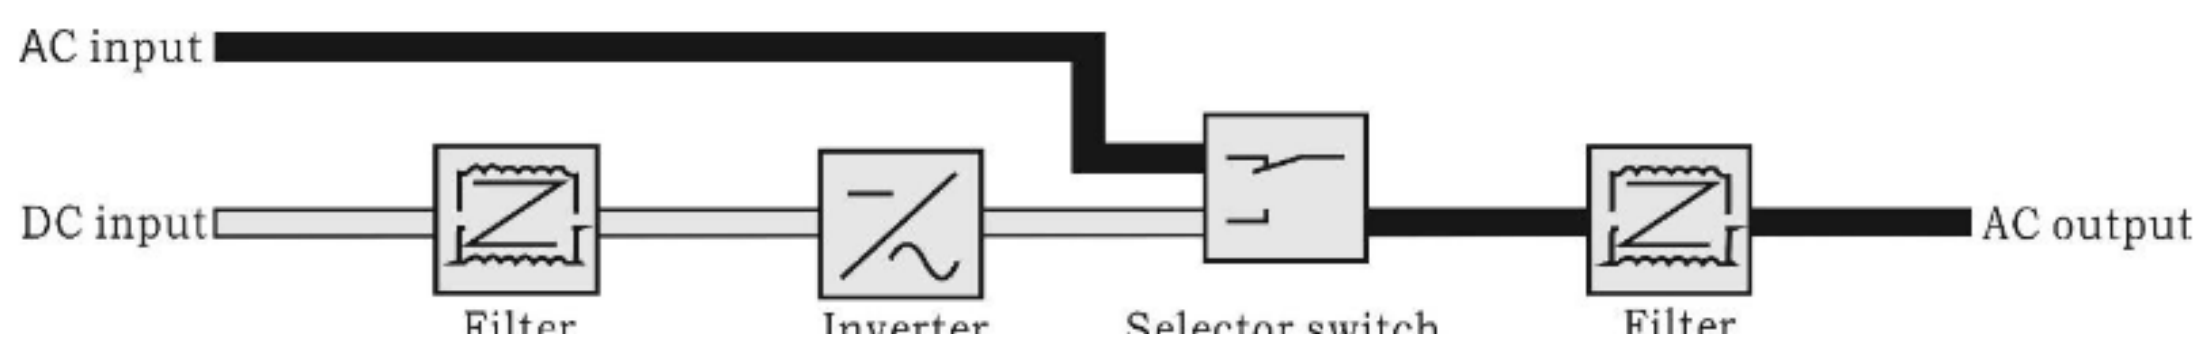 AC input
DC input
AC output
Filter
Inverter
Selector switch
Filter